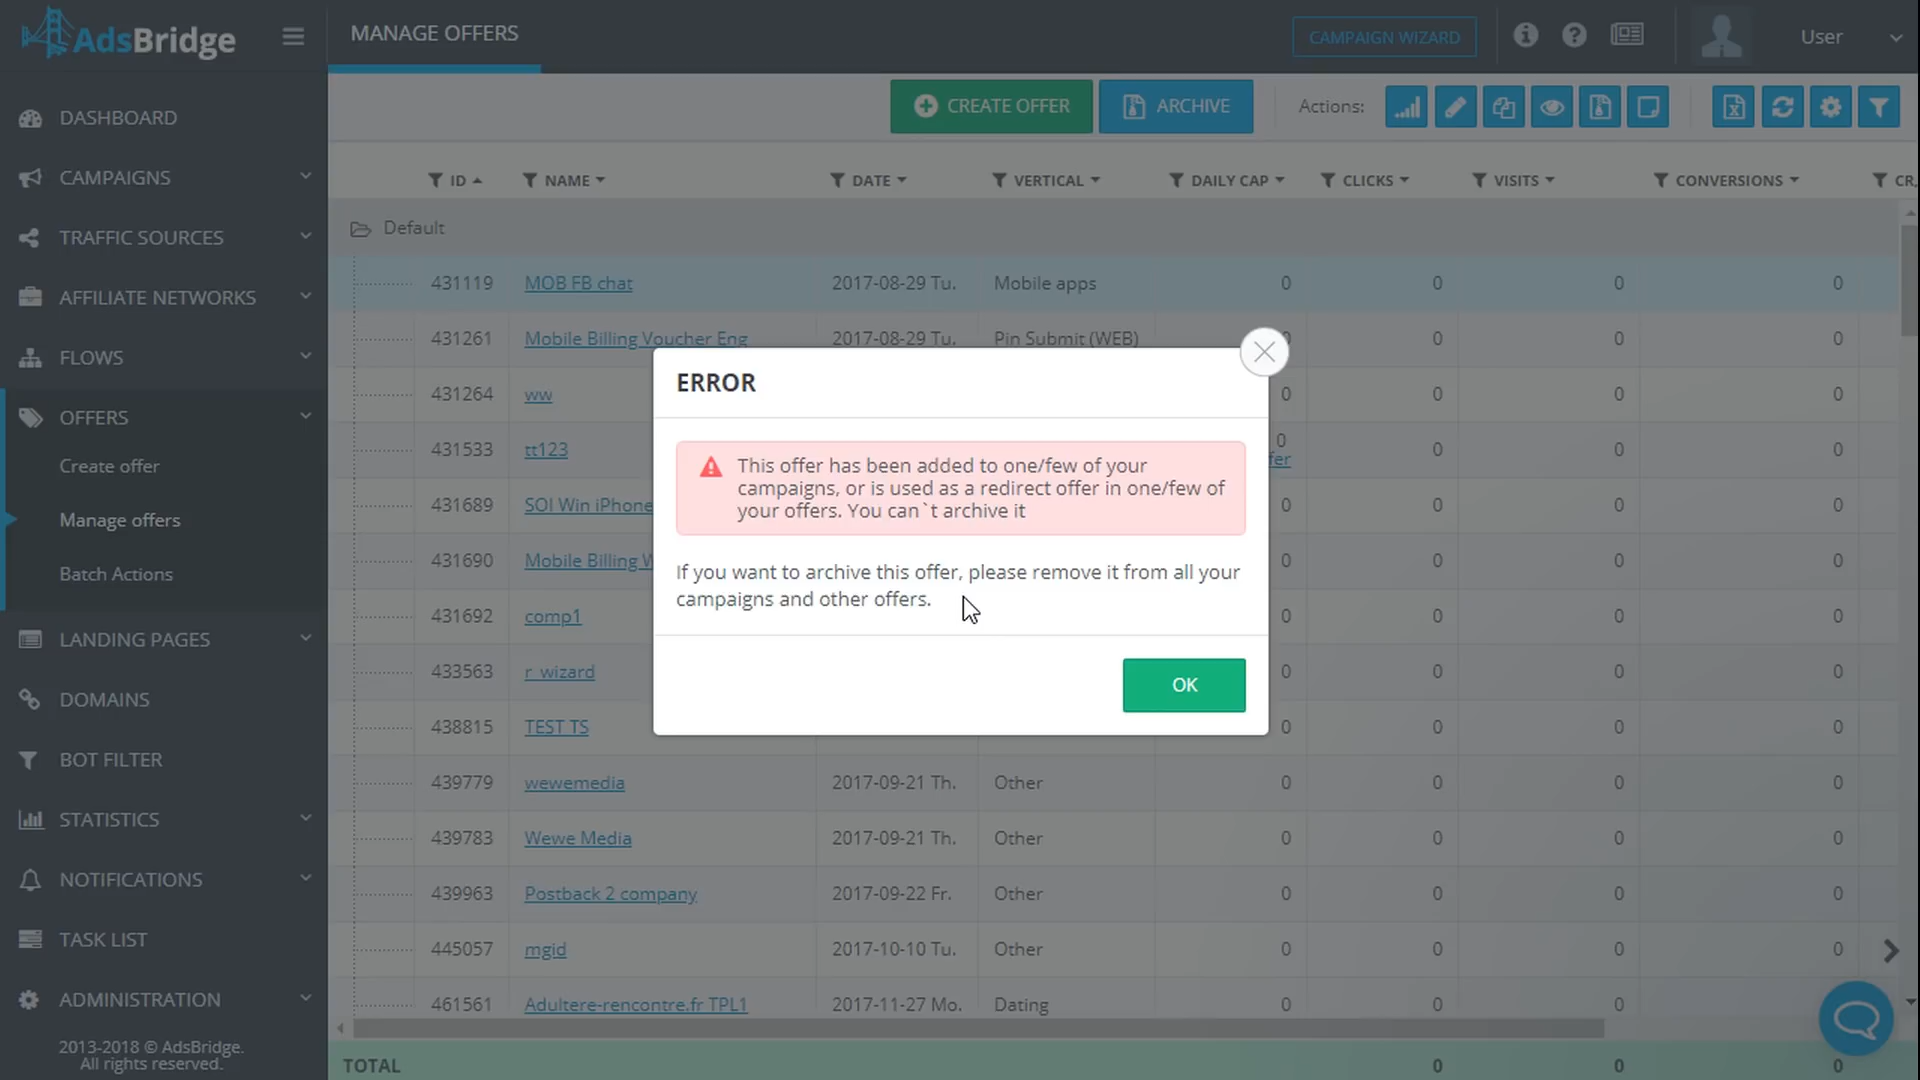 AdsBridge
MANAGE OFFERS
CAMPAIGN WIZARD
User
CREATE OFFER
ARCHIVE
Actions:
DASHBOARD
CAMPAIGNS
TRAFFIC SOURCES
AFFILIATE NETWORKS
FLOWS
OFFERS
Create offer
Manage offers
Batch Actions
LANDING PAGES
DOMAINS
BOT FILTER
STATISTICS
NOTIFICATIONS
TASK LIST
ADMINISTRATION
2013-2018 © AdsBridge.
All rights reserved.
ID NAME DATE VERTICAL DAILY CAP CLICKS VISITS CONVERSIONS CR,
Default
431119 MOB FB chat 2017-08-29 Tu. Mobile apps 0 0 0 0
431261 Mobile Billing Voucher Eng 2017-08-29 Tu. Pin Submit (WEB) 0 0 0
431264 ww 0 0 0 0
431533 tt123 0 fer 0 0 0
431689 SOI Win iPhone 0 0 0 0
431690 Mobile Billing 0 0 0 0
431692 comp1 0 0 0 0
433563 r_wizard 0 0 0 0
438815 TEST TS 0 0 0 0
439779 wewemedia 2017-09-21 Th. Other 0 0 0 0
439783 Wewe Media 2017-09-21 Th. Other 0 0 0 0
439963 Postback 2 company 2017-09-22 Fr. Other 0 0 0 0
445057 mgid 2017-10-10 Tu. Other 0 0 0 0
461561 Adultere-rencontre.fr TPL1 2017-11-27 Mo. Dating 0 0 0 0
TOTAL 0 0 0
ERROR
This offer has been added to one/few of your
campaigns, or is used as a redirect offer in one/few of
your offers. You can`t archive it
If you want to archive this offer, please remove it from all your
campaigns and other offers.
OK